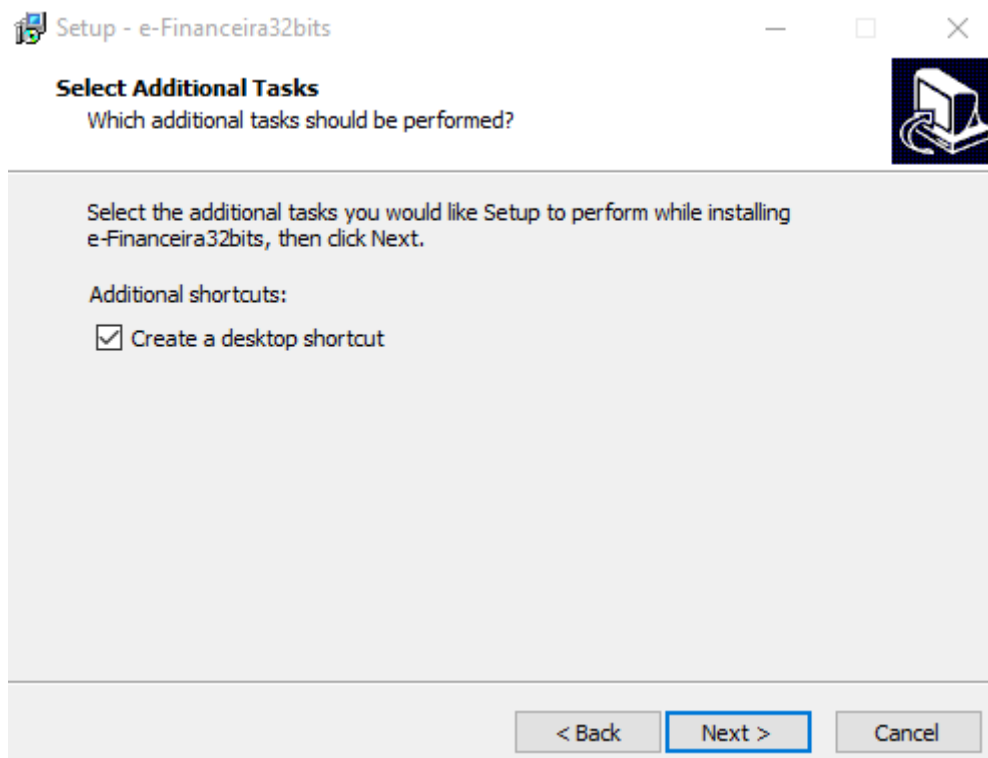 Setup - e-Financeira32bits
Select Additional Tasks
Which additional tasks should be performed?
Select the additional tasks you would like Setup to perform while installing
e-Financeira32bits, then click Next.
Additional shortcuts:
Create a desktop shortcut
< Back
Next >
Cancel